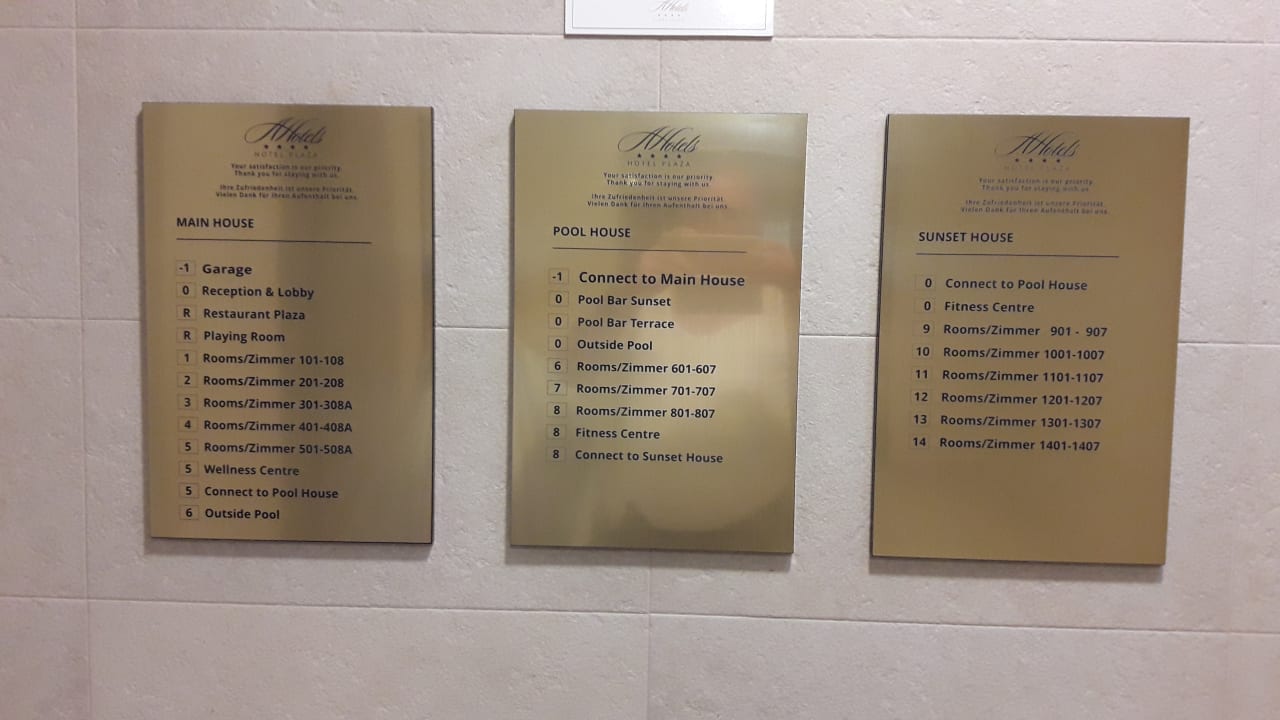 AHotels
AHotels
HOTEL PLAZA
Your satisfaction is our priority.
Thank you for staying with us.
Ihre Zufriedenheit ist unsere Priorität.
Vielen Dank für Ihren Aufenthalt bei uns.
MAIN HOUSE
-1 Garage
0 Reception & Lobby
R Restaurant Plaza
R Playing Room
1 Rooms/Zimmer 101-108
2 Rooms/Zimmer 201-208
3 Rooms/Zimmer 301-308A
4 Rooms/Zimmer 401-408A
5 Rooms/Zimmer 501-508A
5 Wellness Centre
5 Connect to Pool House
6 Outside Pool
AHotels
HOTEL PLAZA
Your satisfaction is our priority.
Thank you for staying with us.
Ihre Zufriedenheit ist unsere Priorität.
Vielen Dank für Ihren Aufenthalt bei uns.
POOL HOUSE
-1 Connect to Main House
0 Pool Bar Sunset
0 Pool Bar Terrace
0 Outside Pool
6 Rooms/Zimmer 601-607
7 Rooms/Zimmer 701-707
8 Rooms/Zimmer 801-807
8 Fitness Centre
8 Connect to Sunset House
AHotels
HOTEL PLAZA
Your satisfaction is our priority.
Thank you for staying with us.
Ihre Zufriedenheit ist unsere Priorität.
Vielen Dank für Ihren Aufenthalt bei uns.
SUNSET HOUSE
0 Connect to Pool House
0 Fitness Centre
9 Rooms/Zimmer 901 - 907
10 Rooms/Zimmer 1001-1007
11 Rooms/Zimmer 1101-1107
12 Rooms/Zimmer 1201-1207
13 Rooms/Zimmer 1301-1307
14 Rooms/Zimmer 1401-1407